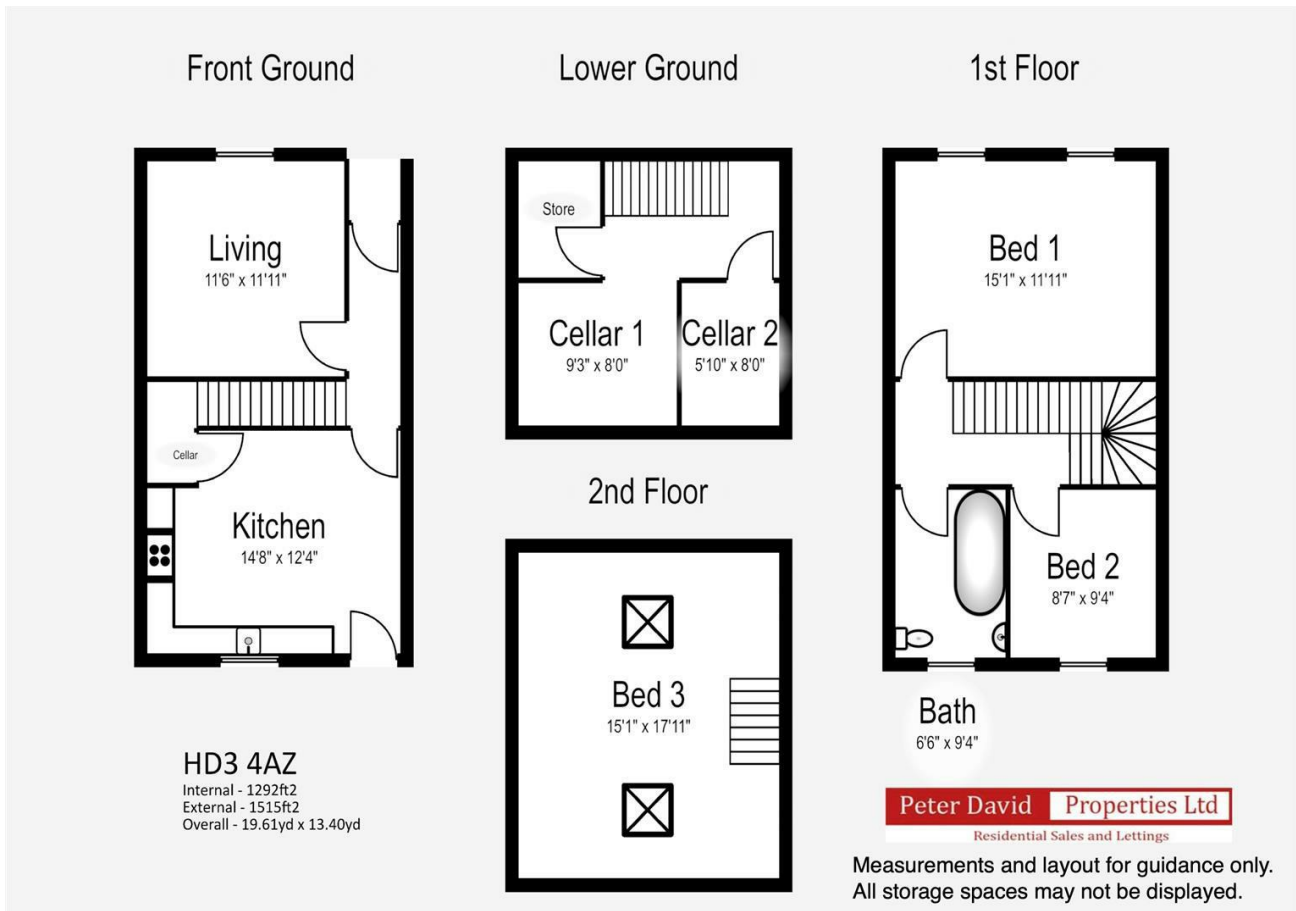 Front Ground
Living
11'6" x 11'11"
Cellar
Kitchen
14'8" x 12'4"
Lower Ground
Store
Cellar 1
9'3" x 8'0"
Cellar 2
5'10" x 8'0"
2nd Floor
Bed 3
15'1" x 17'11"
1st Floor
Bed 1
15'1" x 11'11"
Bed 2
8'7" x 9'4"
Bath
6'6" x 9'4"
HD3 4AZ
Internal - 1292ft2
External - 1515ft2
Overall - 19.61yd x 13.40yd
Peter David Properties Ltd
Residential Sales and Lettings
Measurements and layout for guidance only.
All storage spaces may not be displayed.